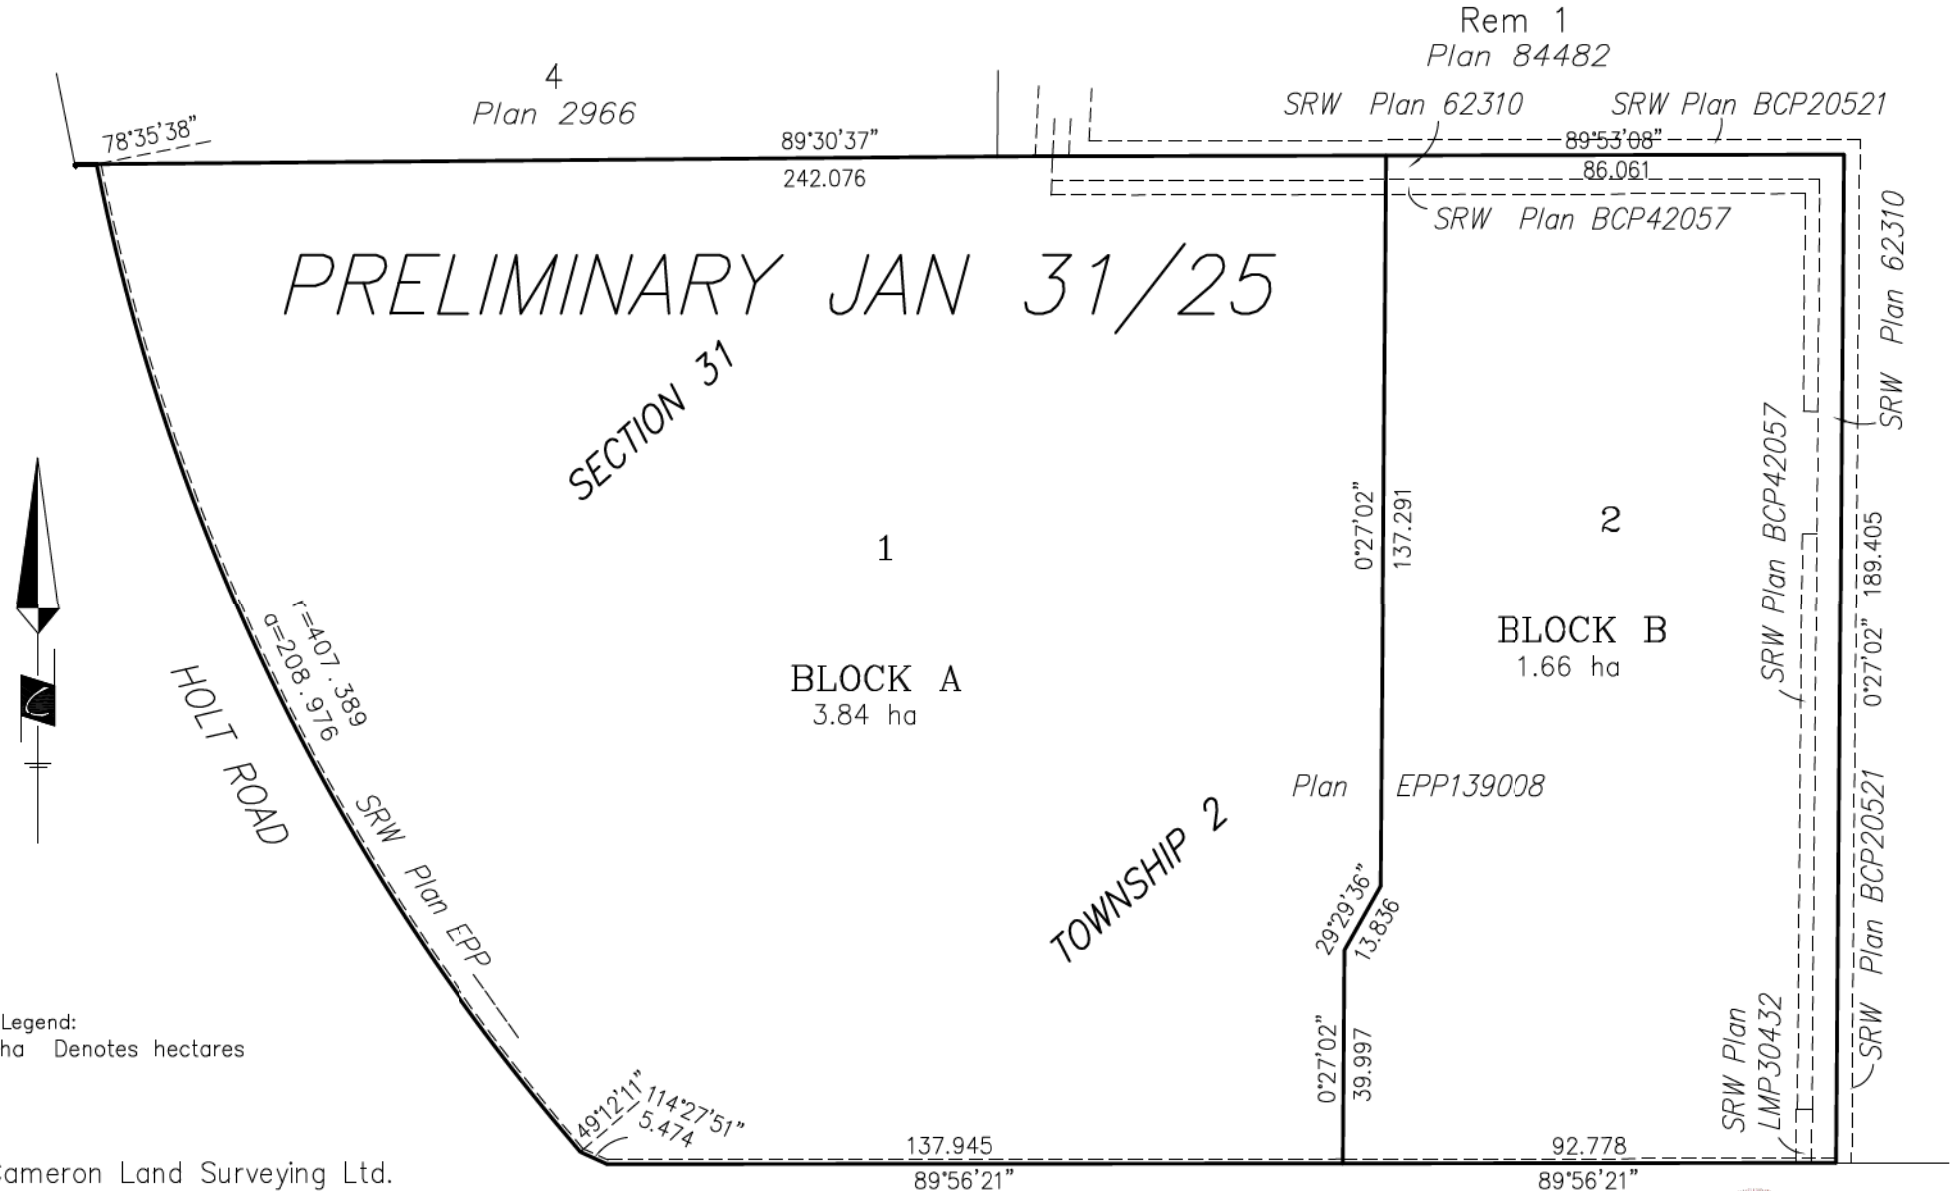 Rem 1
Plan 84482
4
Plan 2966
SRW Plan 62310
SRW Plan BCP20521
78°35'38"
89°30'37"
242.076
89°53'08"
86.061
SRW Plan BCP42057
PRELIMINARY JAN 31/25
SECTION 31
SRW Plan 62310
1
BLOCK A
3.84 ha
2
BLOCK B
1.66 ha
0°27'02"
137.291
SRW Plan BCP42057
0°27'02" 189.405
r=407.389
a=208.976
HOLT ROAD
SRW Plan EPP
Plan EPP139008
TOWNSHIP 2
29°29'36"
13.836
0°27'02"
39.997
SRW Plan
LMP30432
SRW Plan BCP20521
C
Legend:
ha Denotes hectares
49°12'11"
114°27'51"
5.474
137.945
89°56'21"
92.778
89°56'21"
Cameron Land Surveying Ltd.